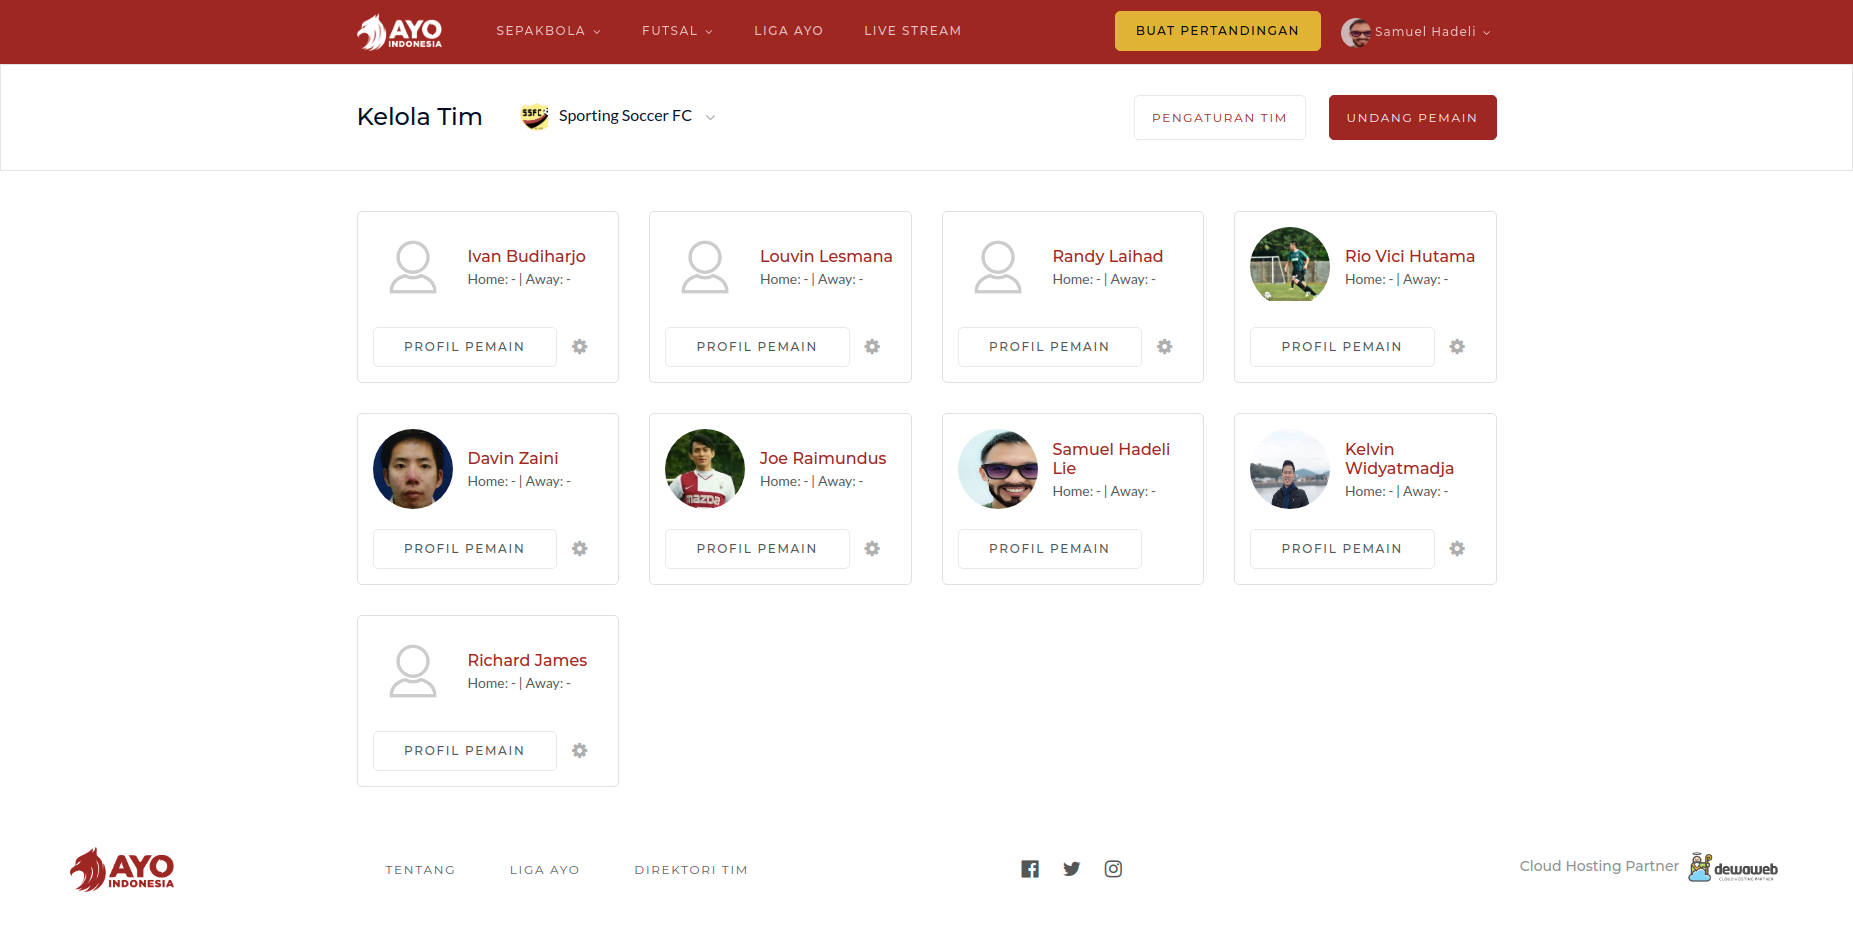 AYO
INDONESIA
SEPAKBOLA
FUTSAL
LIGA AYO
LIVE STREAM
BUAT PERTANDINGAN
Samuel Hadeli
Kelola Tim
SSFC
Sporting Soccer FC
PENGATURAN TIM
UNDANG PEMAIN
Ivan Budiharjo
Home: - | Away: -
PROFIL PEMAIN
Louvin Lesmana
Home: - | Away: -
PROFIL PEMAIN
Randy Laihad
Home: - | Away: -
PROFIL PEMAIN
Rio Vici Hutama
Home: - | Away: -
PROFIL PEMAIN
Davin Zaini
Home: - | Away: -
PROFIL PEMAIN
Joe Raimundus
Home: - | Away: -
mazda
PROFIL PEMAIN
Samuel Hadeli
Lie
Home: - | Away: -
PROFIL PEMAIN
Kelvin
Widyatmadja
Home: - | Away: -
PROFIL PEMAIN
Richard James
Home: - | Away: -
PROFIL PEMAIN
AYO
INDONESIA
TENTANG
LIGA AYO
DIREKTORI TIM
Cloud Hosting Partner
dewaweb
CLOUD HOSTING PARTNER